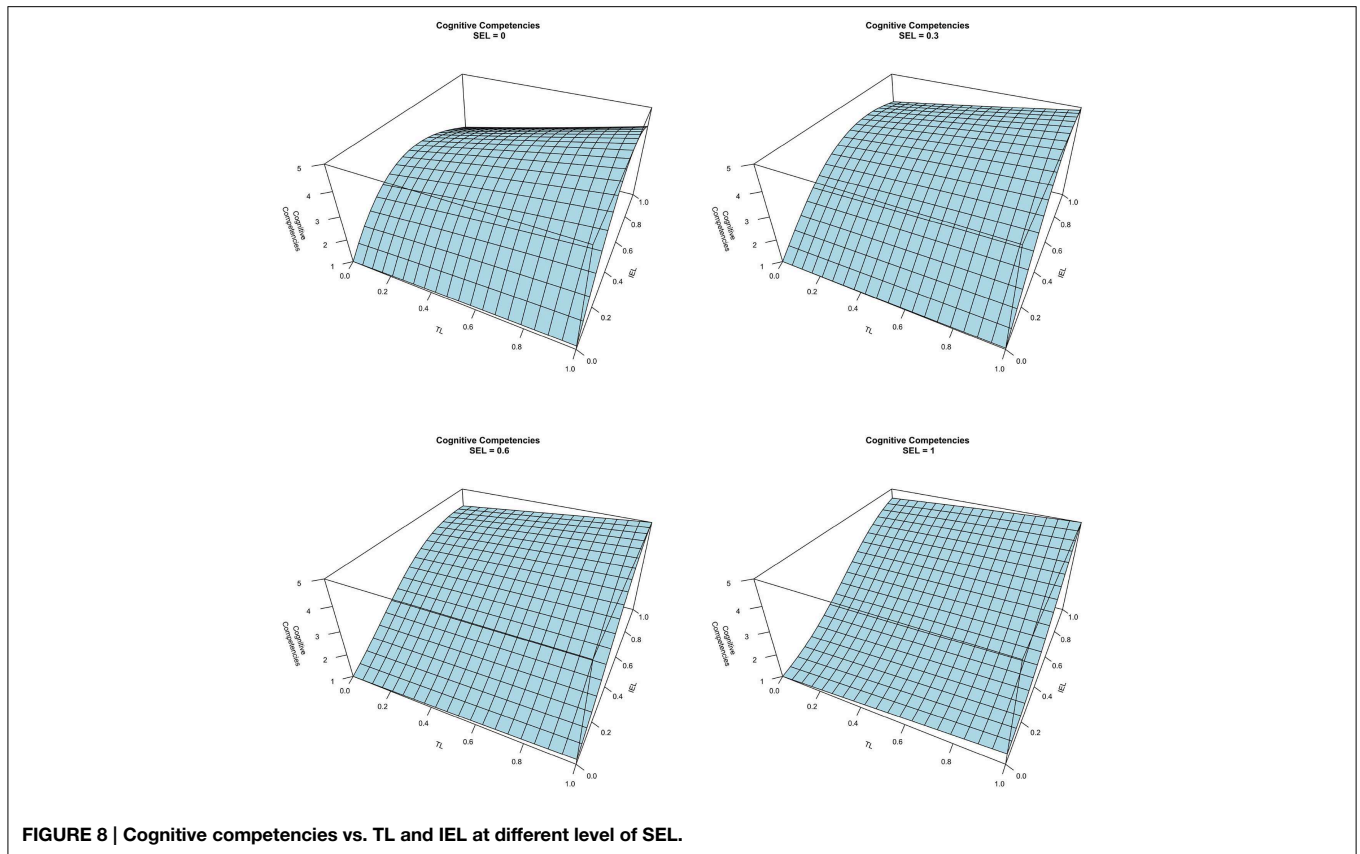 Cognitive Competencies
SEL = 0
5
4
3
2
1
Cognitive
Competencies
0.0
0.2
0.4
0.6
0.8
1.0
TL
0.0
0.2
0.4
0.6
0.8
1.0
IEL
Cognitive Competencies
SEL = 0.3
5
4
3
2
1
Cognitive
Competencies
0.0
0.2
0.4
0.6
0.8
1.0
TL
0.0
0.2
0.4
0.6
0.8
1.0
IEL
Cognitive Competencies
SEL = 0.6
5
4
3
2
1
Cognitive
Competencies
0.0
0.2
0.4
0.6
0.8
1.0
TL
0.0
0.2
0.4
0.6
0.8
1.0
IEL
Cognitive Competencies
SEL = 1
5
4
3
2
1
Cognitive
Competencies
0.0
0.2
0.4
0.6
0.8
1.0
TL
0.0
0.2
0.4
0.6
0.8
1.0
IEL
FIGURE 8 | Cognitive competencies vs. TL and IEL at different level of SEL.